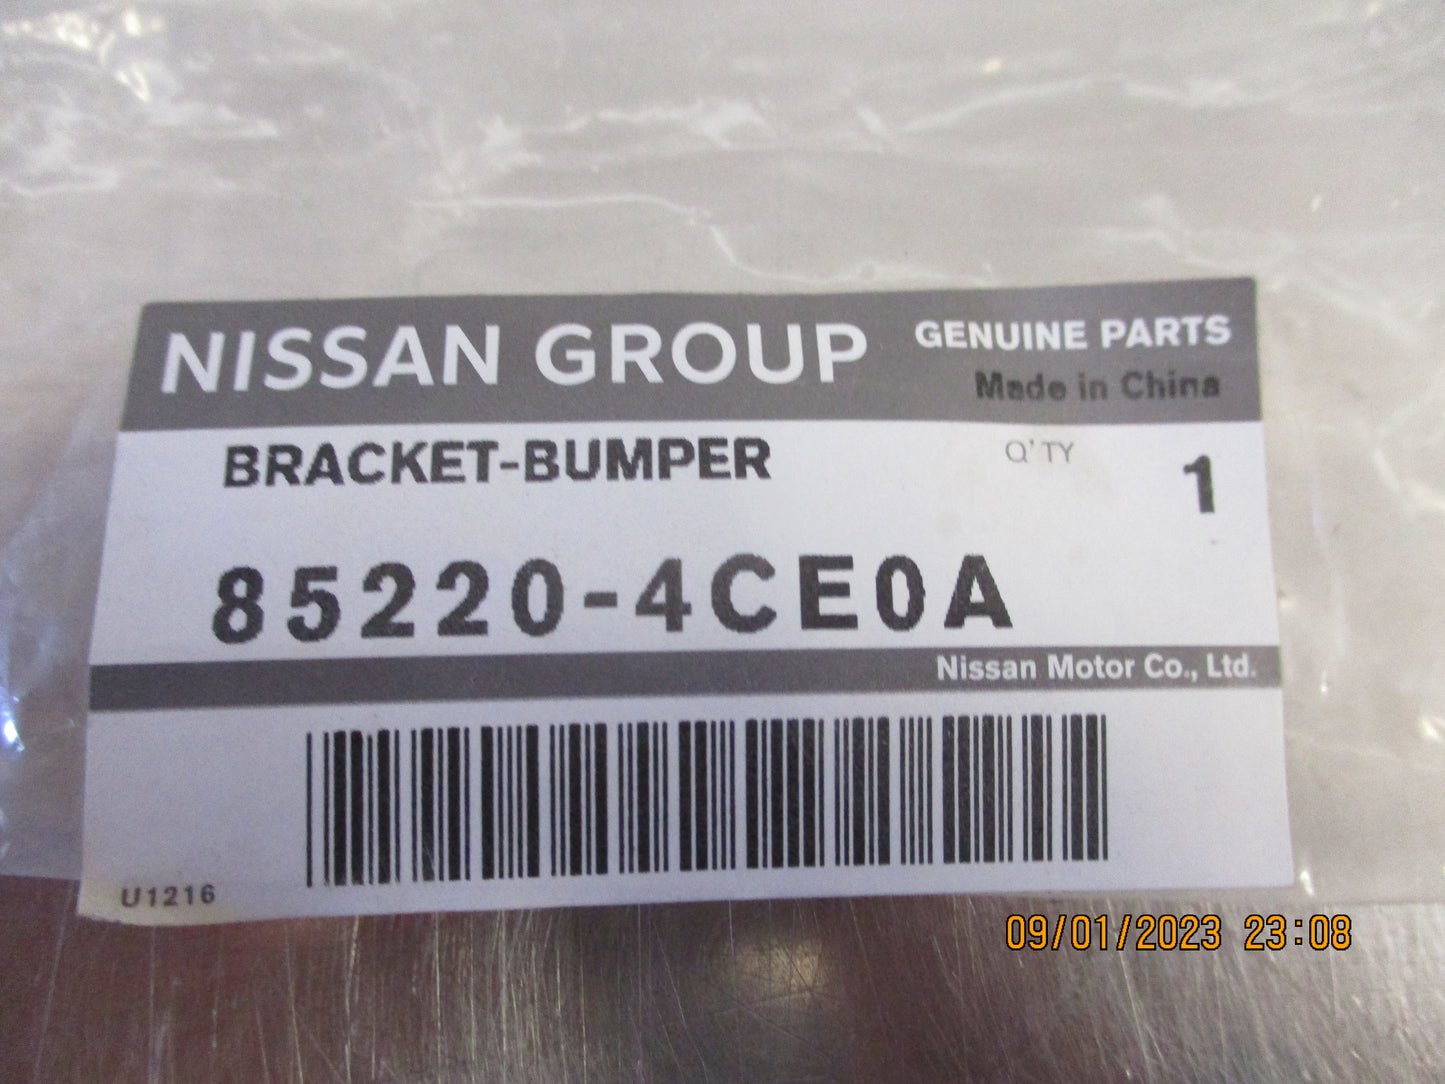 NISSAN GROUP
GENUINE PARTS
Made in China
BRACKET-BUMPER
Q'TY
1
85220-4CE0A
Nissan Motor Co., Ltd.
U1216
09/01/2023 23:08